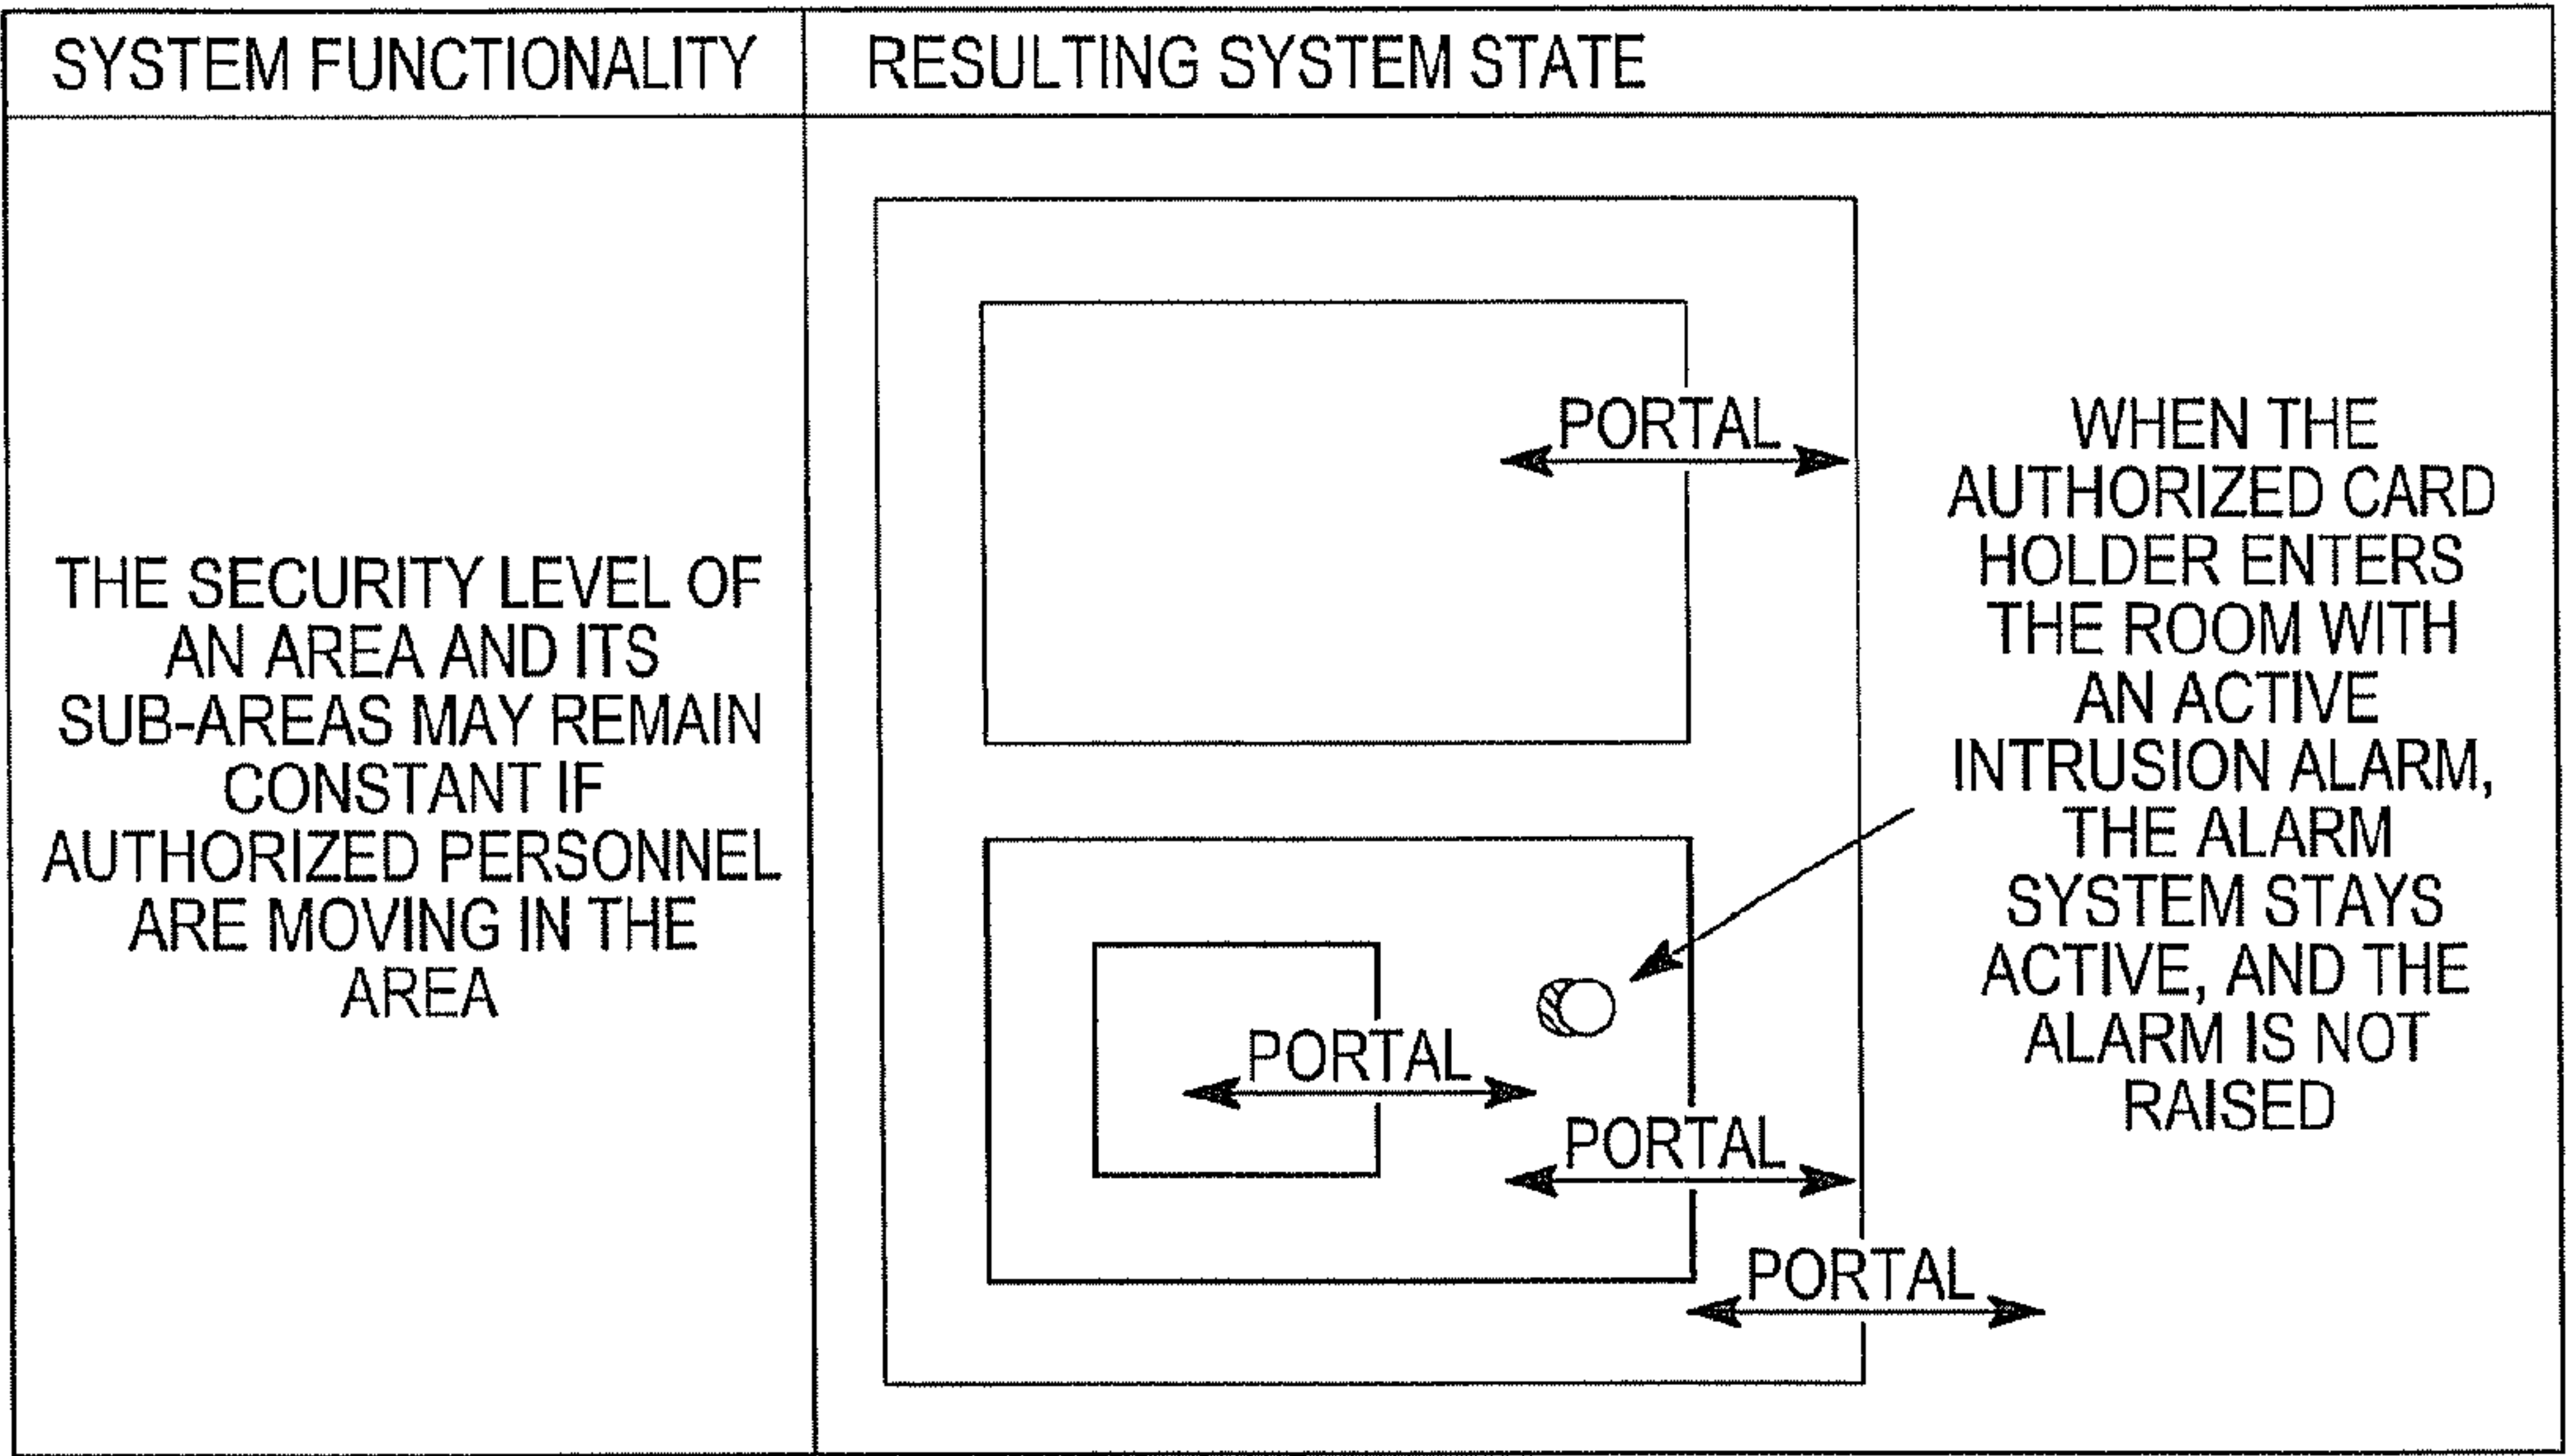 SYSTEM FUNCTIONALITY
RESULTING SYSTEM STATE
THE SECURITY LEVEL OF
AN AREA AND ITS
SUB-AREAS MAY REMAIN
CONSTANT IF
AUTHORIZED PERSONNEL
ARE MOVING IN THE
AREA
PORTAL
PORTAL
PORTAL
PORTAL
WHEN THE
AUTHORIZED CARD
HOLDER ENTERS
THE ROOM WITH
AN ACTIVE
INTRUSION ALARM,
THE ALARM
SYSTEM STAYS
ACTIVE, AND THE
ALARM IS NOT
RAISED